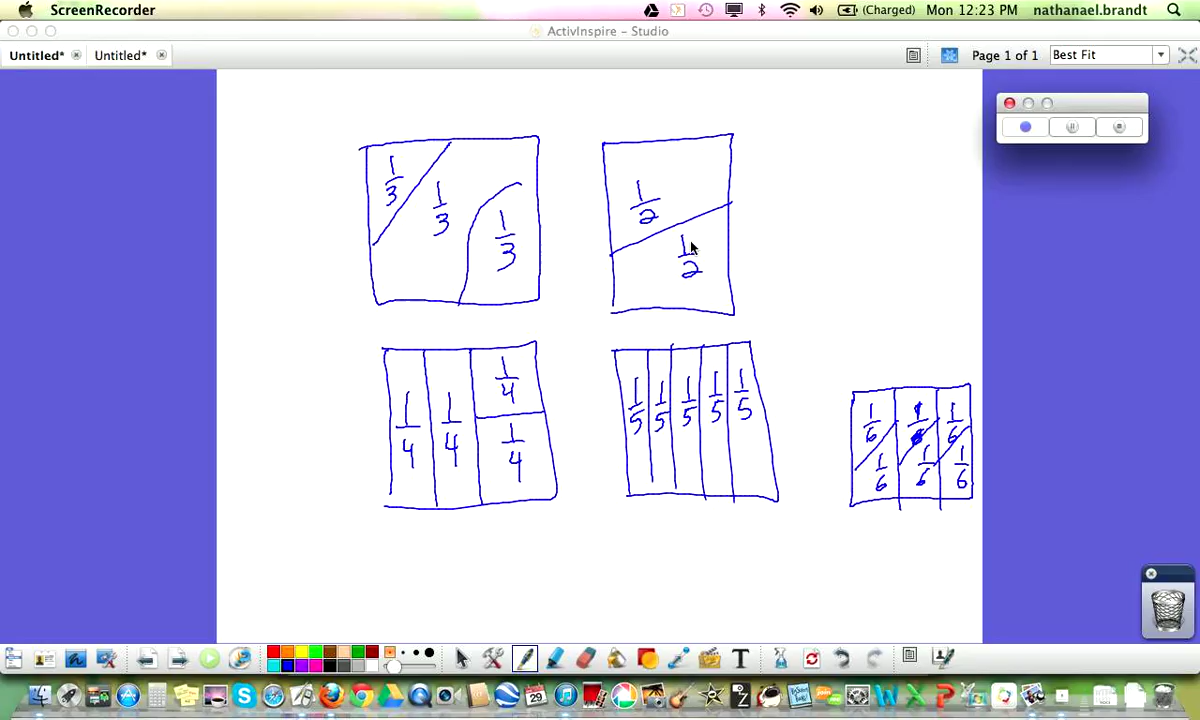 ScreenRecorder
(Charged) Mon 12:23 PM nathanael.brandt
ActivInspire – Studio
Untitled* Untitled* Page 1 of 1 Best Fit
1/3 1/3 1/3
1/2
1/2
1/4 1/4 1/4
1/4
1/5 1/5 1/5 1/5 1/5
1/6 1/6
1/6 1/6 1/6
T
29
W X P